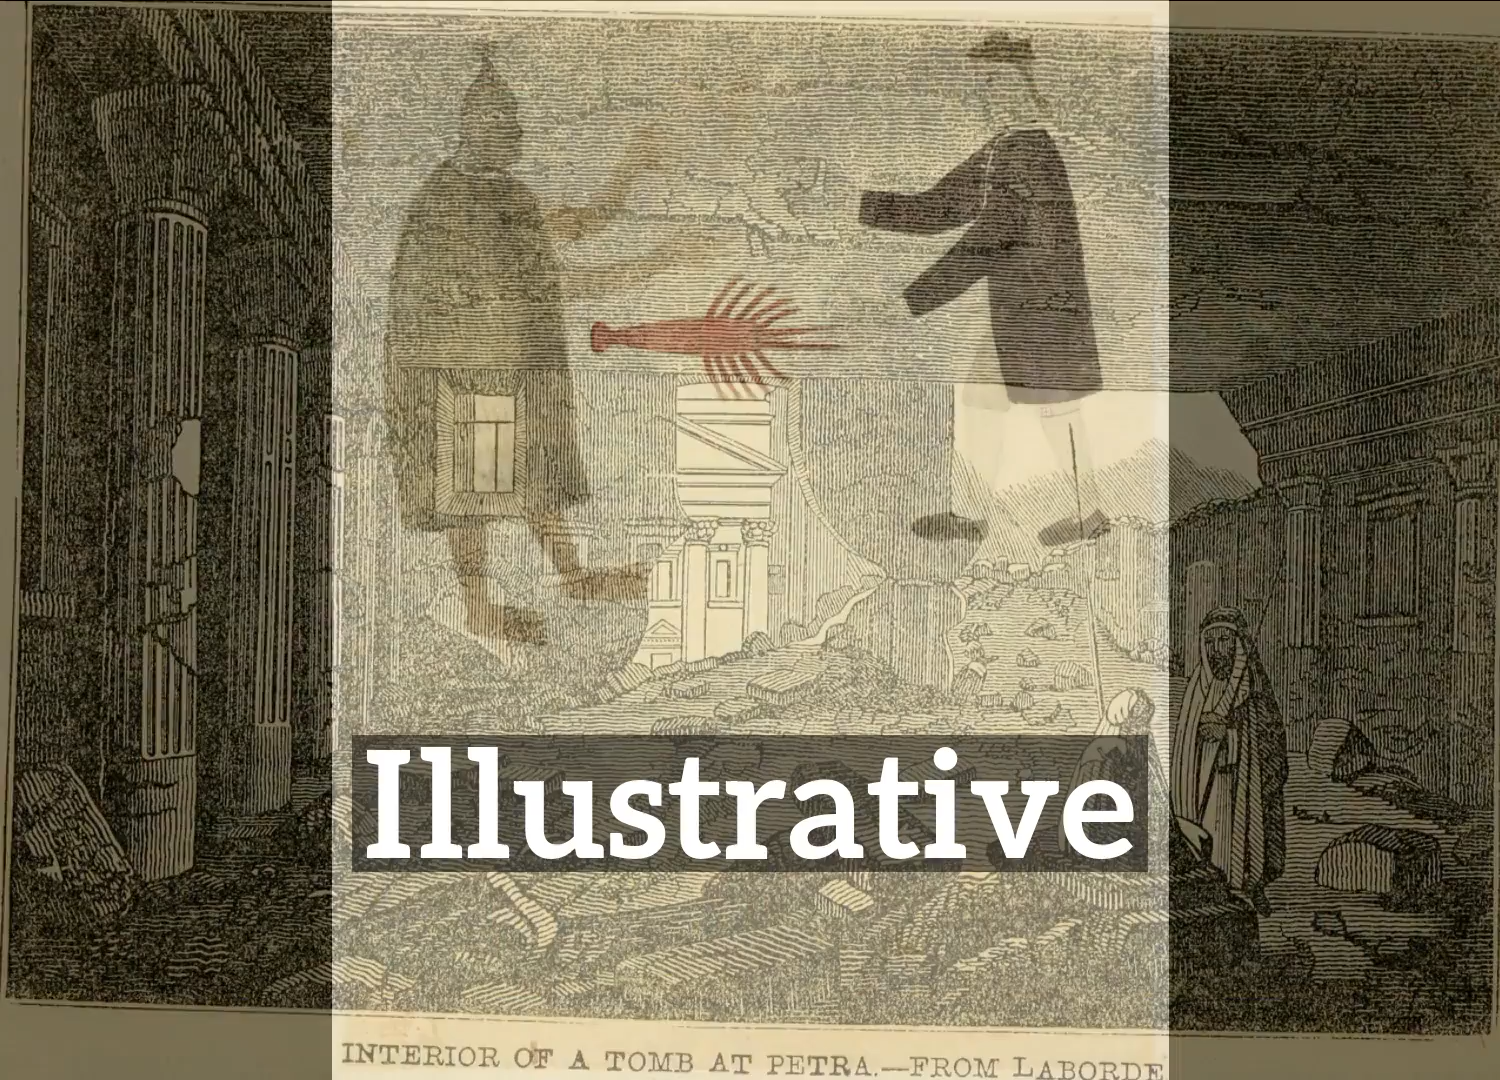 Illustrative
INTERIOR OF A TOMB AT PETRA.—FROM LABORDE